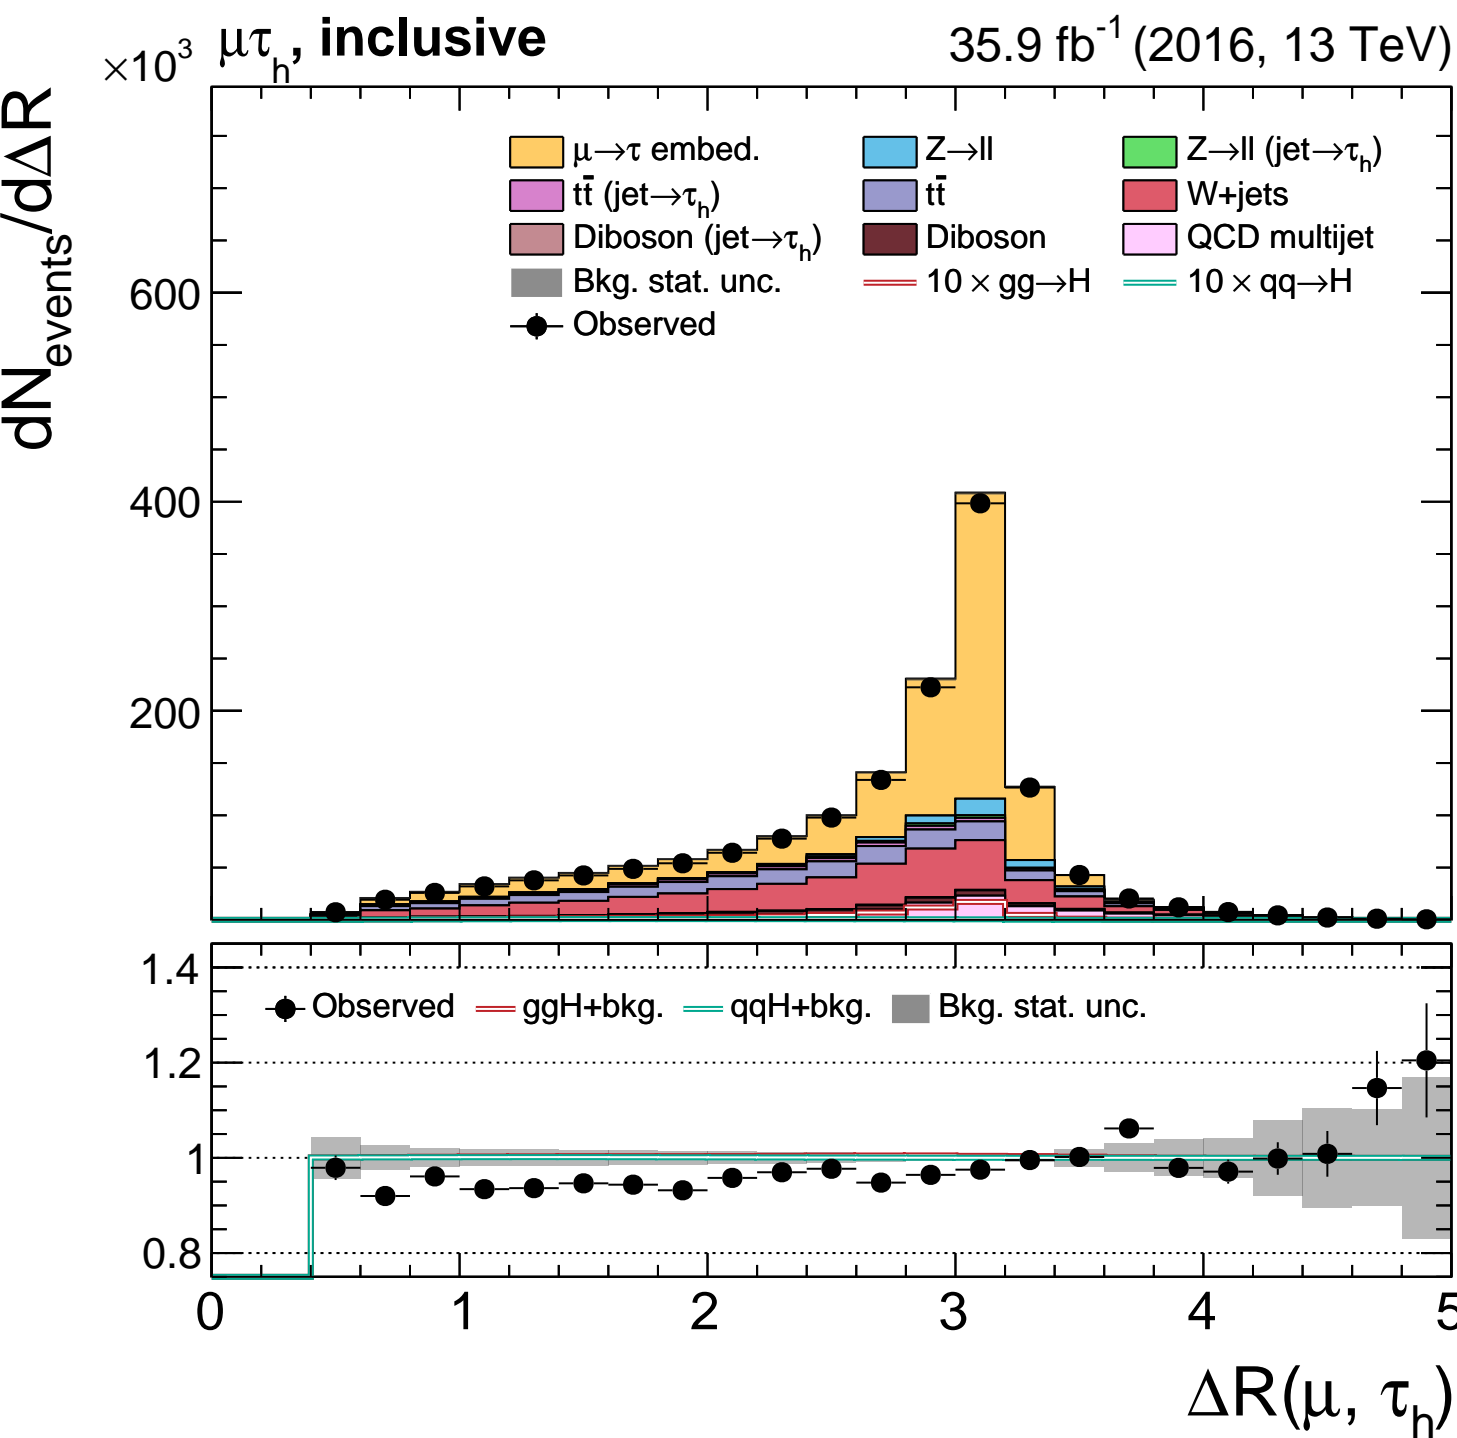 ×10³ μτₕ, inclusive 35.9 fb⁻¹ (2016, 13 TeV)
dN_events/dΔR
μ→τ embed. Z→ll Z→ll (jet→τₕ)
tt̄ (jet→τₕ) tt̄ W+jets
Diboson (jet→τₕ) Diboson QCD multijet
Bkg. stat. unc. 10 × gg→H 10 × qq→H
Observed
600
400
200
1.4
Observed ggH+bkg. qqH+bkg. Bkg. stat. unc.
1.2
1
0.8
0 1 2 3 4 5
ΔR(μ, τₕ)